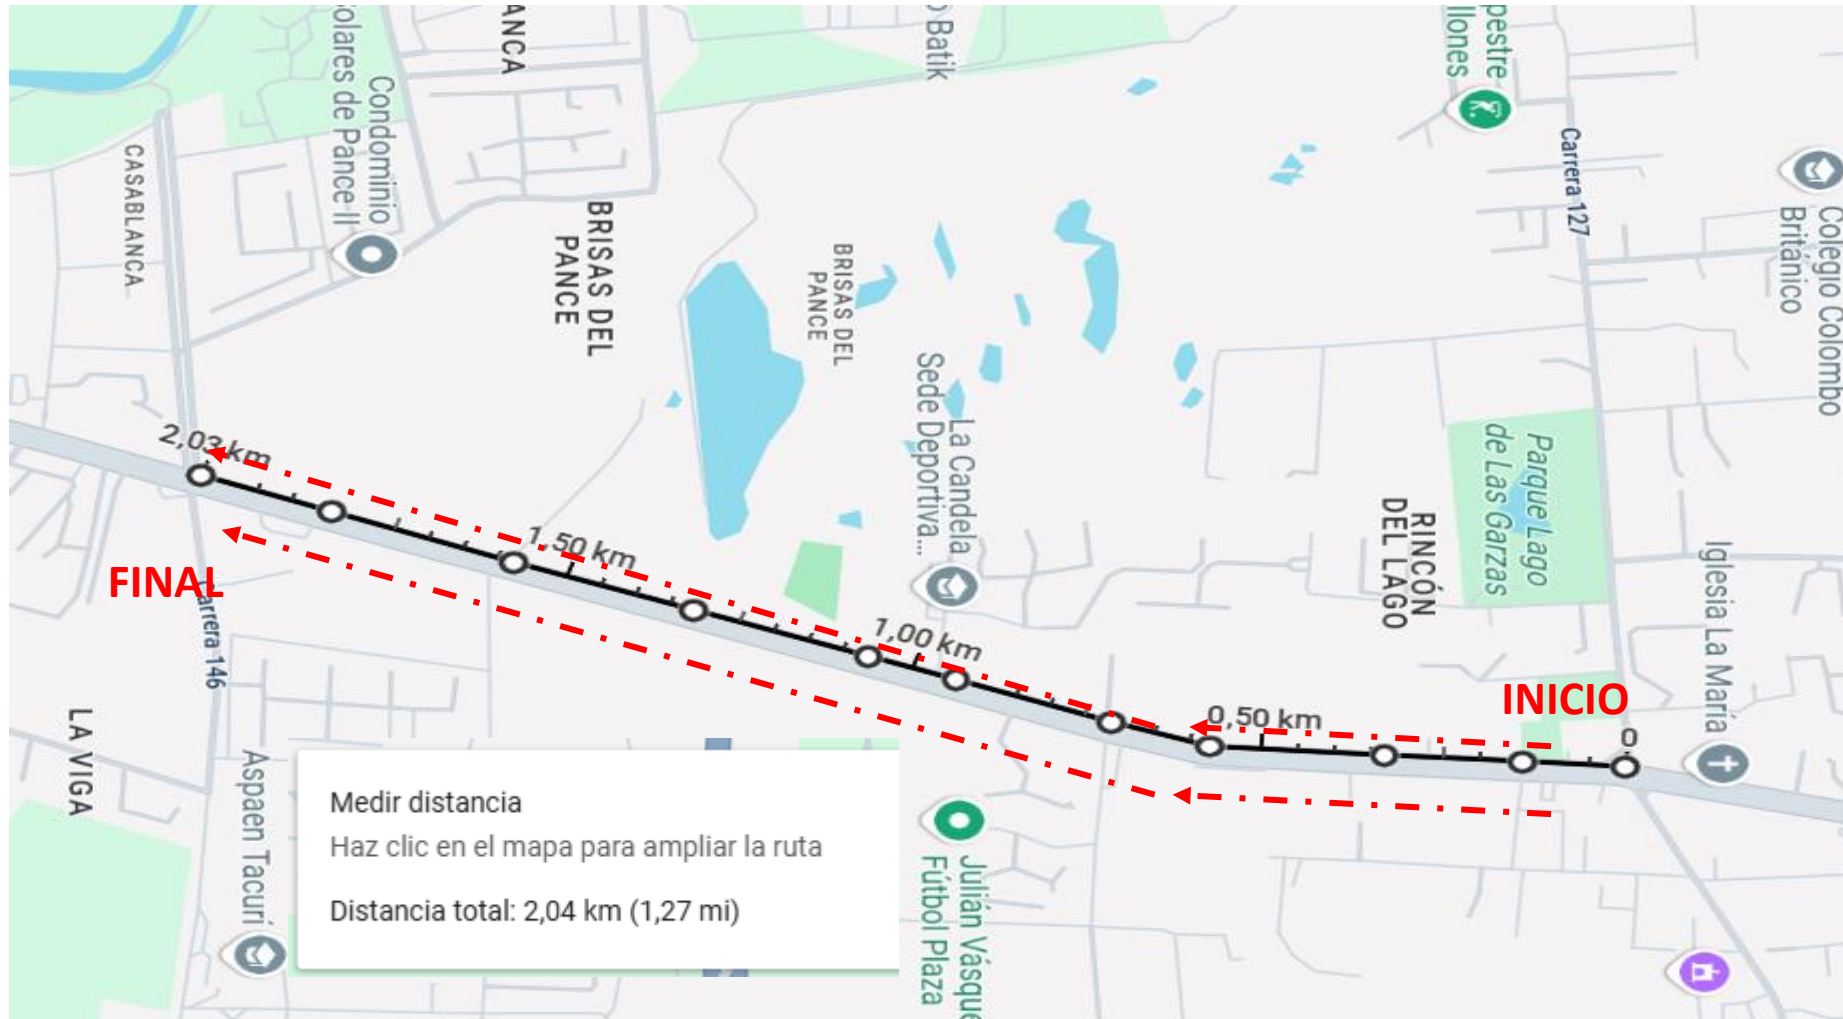 Solares de Pance II
Condominio
CASABLANCA
BRISAS DEL
PANCE
BRISAS DEL
PANCE
Batik
La Candela
Sede Deportiva...
Carrera 127
Colegio Colombo
Británico
Parque Lago
de Las Garzas
RINCÓN
DEL LAGO
Iglesia La María
2,03 km
1,50 km
1,00 km
0,50 km
0
INICIO
FINAL
Carrera 146
LA VIGA
Aspaen Tacurí
Julián Vásque
Fútbol Plaza
Medir distancia
Haz clic en el mapa para ampliar la ruta
Distancia total: 2,04 km (1,27 mi)